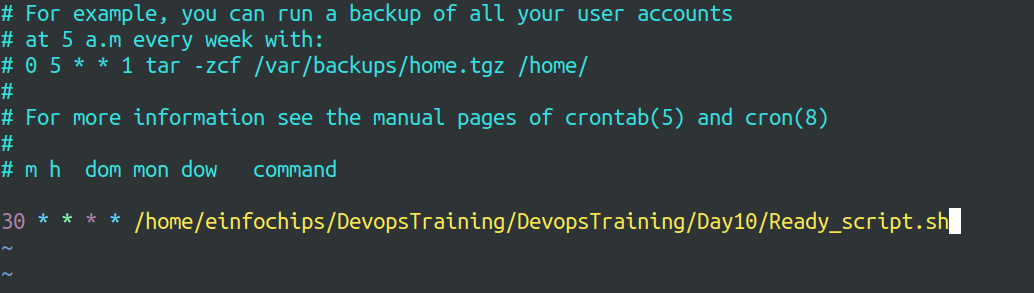 # For example, you can run a backup of all your user accounts
# at 5 a.m every week with:
# 0 5 * * 1 tar -zcf /var/backups/home.tgz /home/
#
# For more information see the manual pages of crontab(5) and cron(8)
#
# m h  dom mon dow   command
30 * * * * /home/einfochips/DevopsTraining/DevopsTraining/Day10/Ready_script.sh
~
~